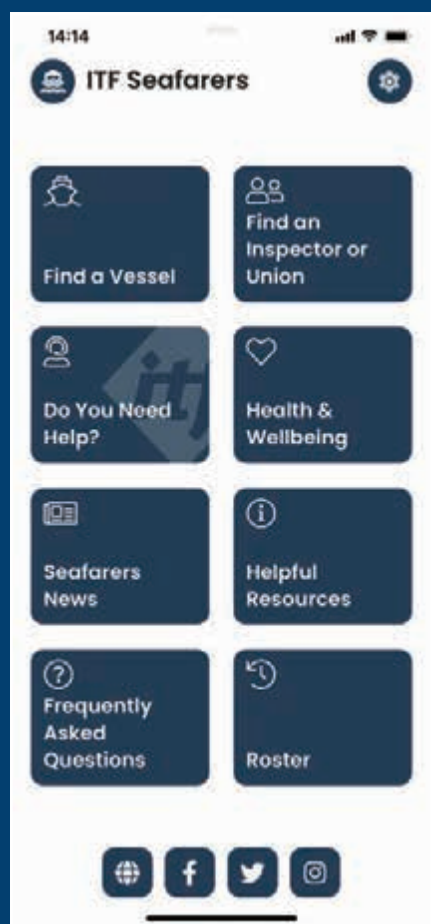 14:14
ITF Seafarers
Find a Vessel
Find an
Inspector or
Union
Do You Need
Help?
itf
Health &
Wellbeing
Seafarers
News
Helpful
Resources
Frequently
Asked
Questions
Roster